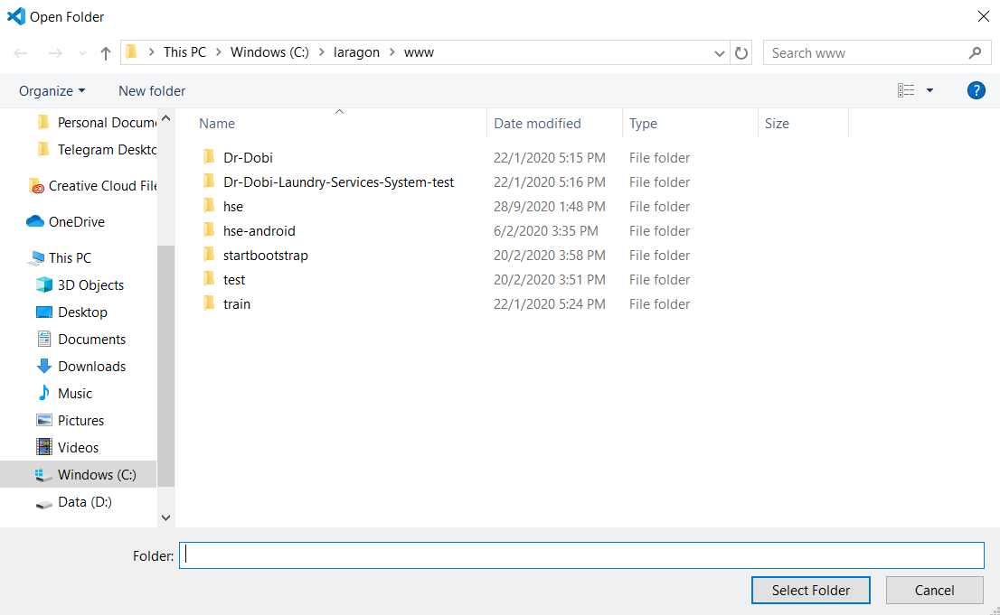 Open Folder
This PC Windows (C:) laragon www
Search www
Organize New folder
?
Name Date modified Type Size
Personal Docum
Telegram Deskto
Creative Cloud File
OneDrive
This PC
3D Objects
Desktop
Documents
Downloads
Music
Pictures
Videos
Windows (C:)
Data (D:)
Dr-Dobi 22/1/2020 5:15 PM File folder
Dr-Dobi-Laundry-Services-System-test 22/1/2020 5:16 PM File folder
hse 28/9/2020 1:48 PM File folder
hse-android 6/2/2020 3:35 PM File folder
startbootstrap 20/2/2020 3:58 PM File folder
test 20/2/2020 3:51 PM File folder
train 22/1/2020 5:24 PM File folder
Folder:
Select Folder Cancel